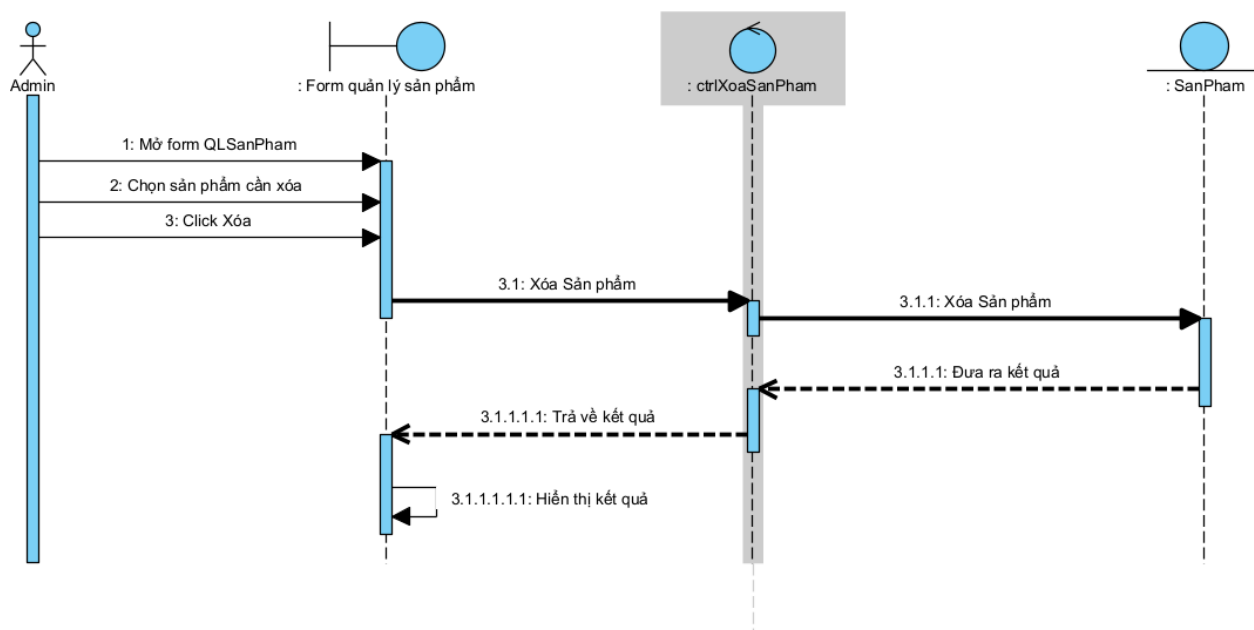 Admin
: Form quản lý sản phẩm
: ctrlXoaSanPham
: SanPham
1: Mở form QLSanPham
2: Chọn sản phẩm cần xóa
3: Click Xóa
3.1: Xóa Sản phẩm
3.1.1: Xóa Sản phẩm
3.1.1.1: Đưa ra kết quả
3.1.1.1.1: Trả về kết quả
3.1.1.1.1.1: Hiển thị kết quả